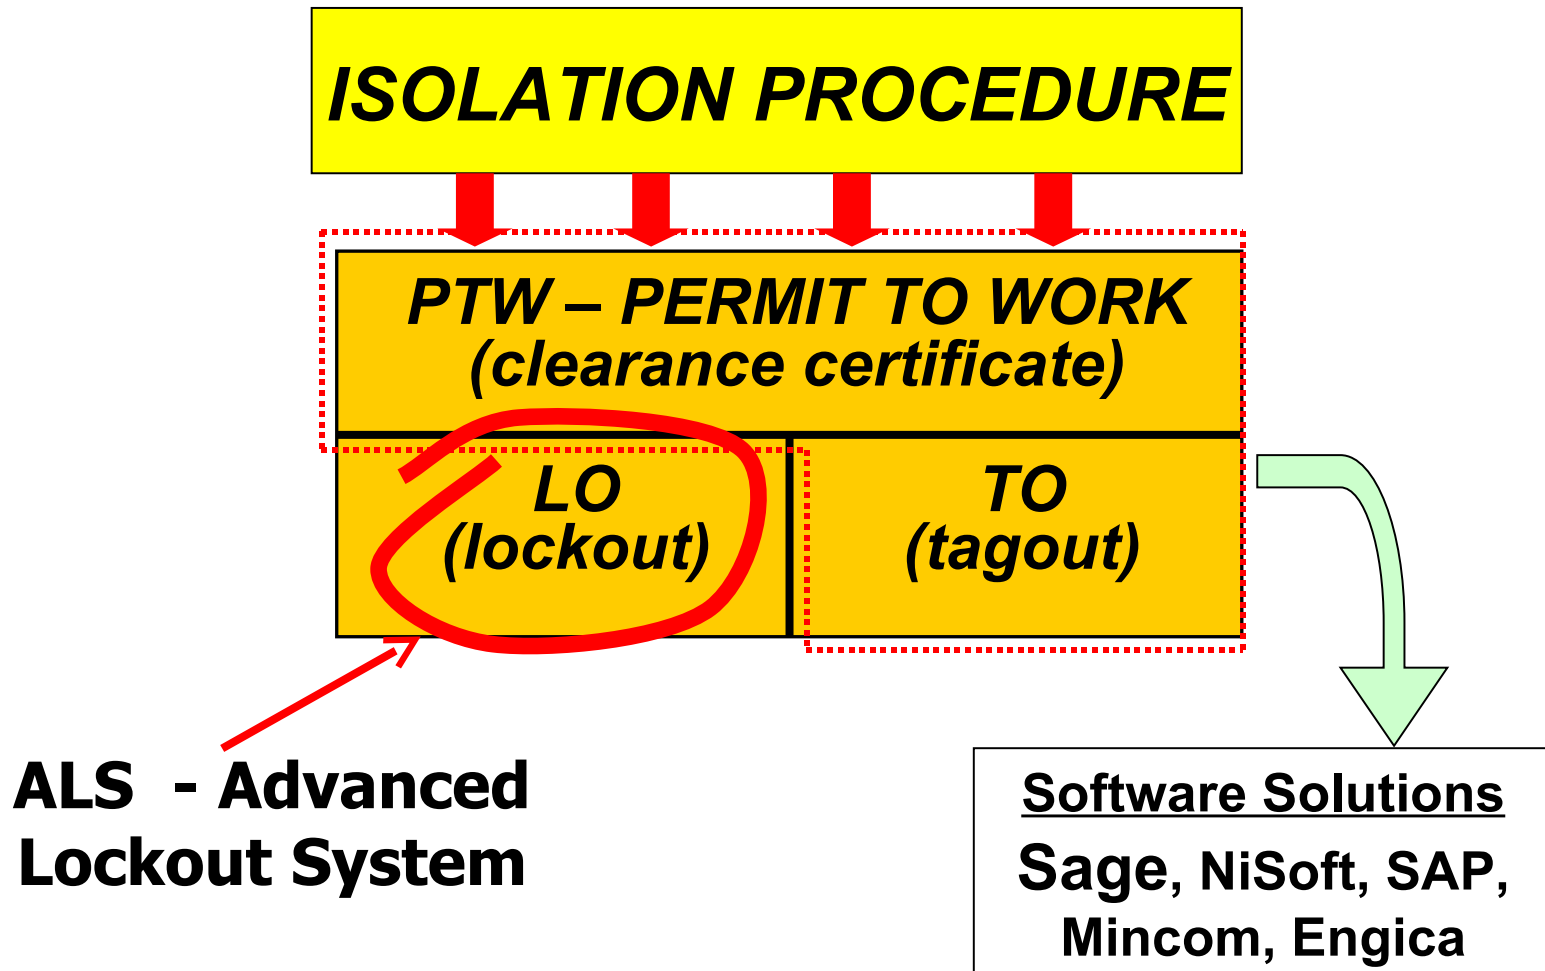 ISOLATION PROCEDURE
PTW – PERMIT TO WORK
(clearance certificate)
LO
(lockout)
TO
(tagout)
ALS - Advanced
Lockout System
Software Solutions
Sage, NiSoft, SAP,
Mincom, Engica